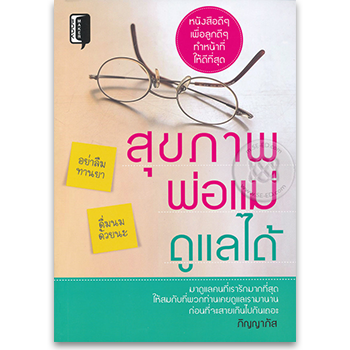 หนังสือดีๆ
เพื่อลูกดีๆ
ทำหน้าที่
ให้ดีที่สุด
สุขภาพ
พ่อแม่
ดูแลได้
อย่าลืม
ทานยา
ดื่มนม
ด้วยนะ
มาดูแลคนที่เรารักมากที่สุด
ให้สมกับที่พวกท่านเคยดูแลเรามานาน
ก่อนที่จะสายเกินไปกันเถอะ
ภิญญาภัส